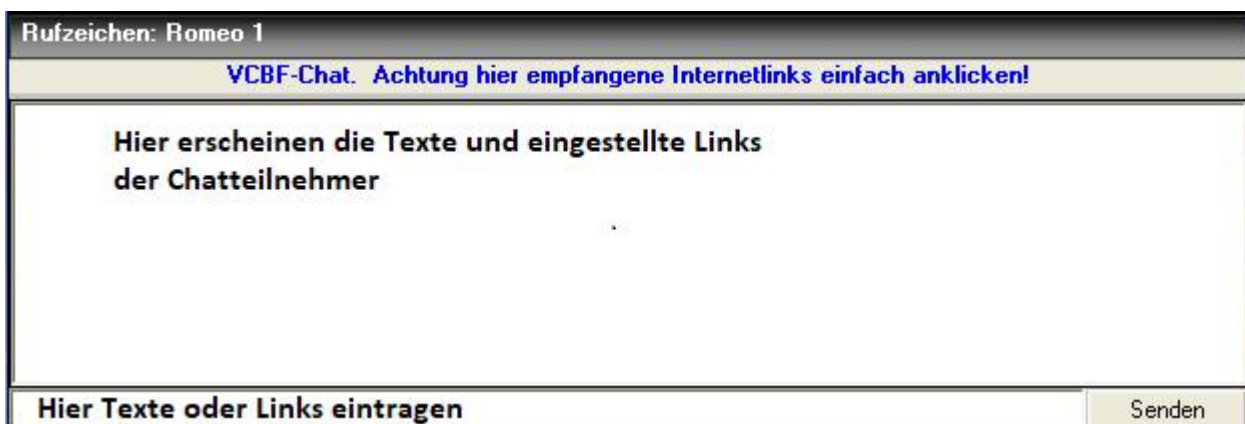 Rufzeichen: Romeo 1
VCBF-Chat. Achtung hier empfangene Internetlinks einfach anklicken!
Hier erscheinen die Texte und eingestellte Links
der Chatteilnehmer
Hier Texte oder Links eintragen
Senden